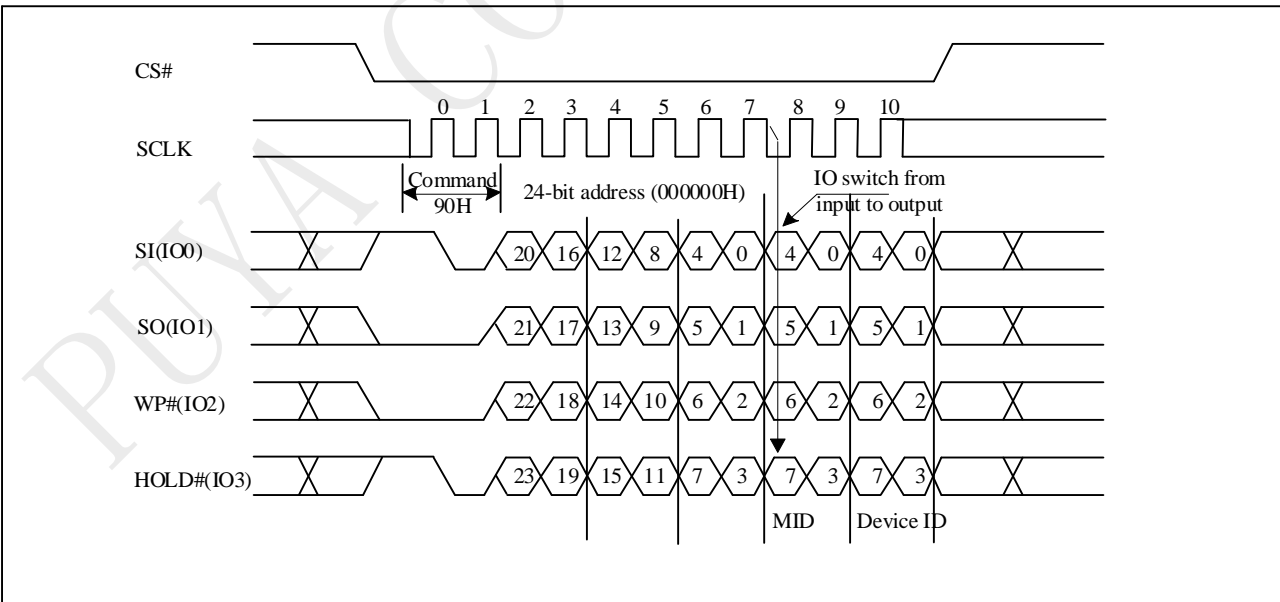 PUYA CO
CS#
0 1 2 3 4 5 6 7 8 9 10
SCLK
Command
90H
24-bit address (000000H)
IO switch from
input to output
SI(IO0) 20 16 12 8 4 0 4 0 4 0
SO(IO1) 21 17 13 9 5 1 5 1 5 1
WP#(IO2) 22 18 14 10 6 2 6 2 6 2
HOLD#(IO3) 23 19 15 11 7 3 7 3 7 3
MID Device ID